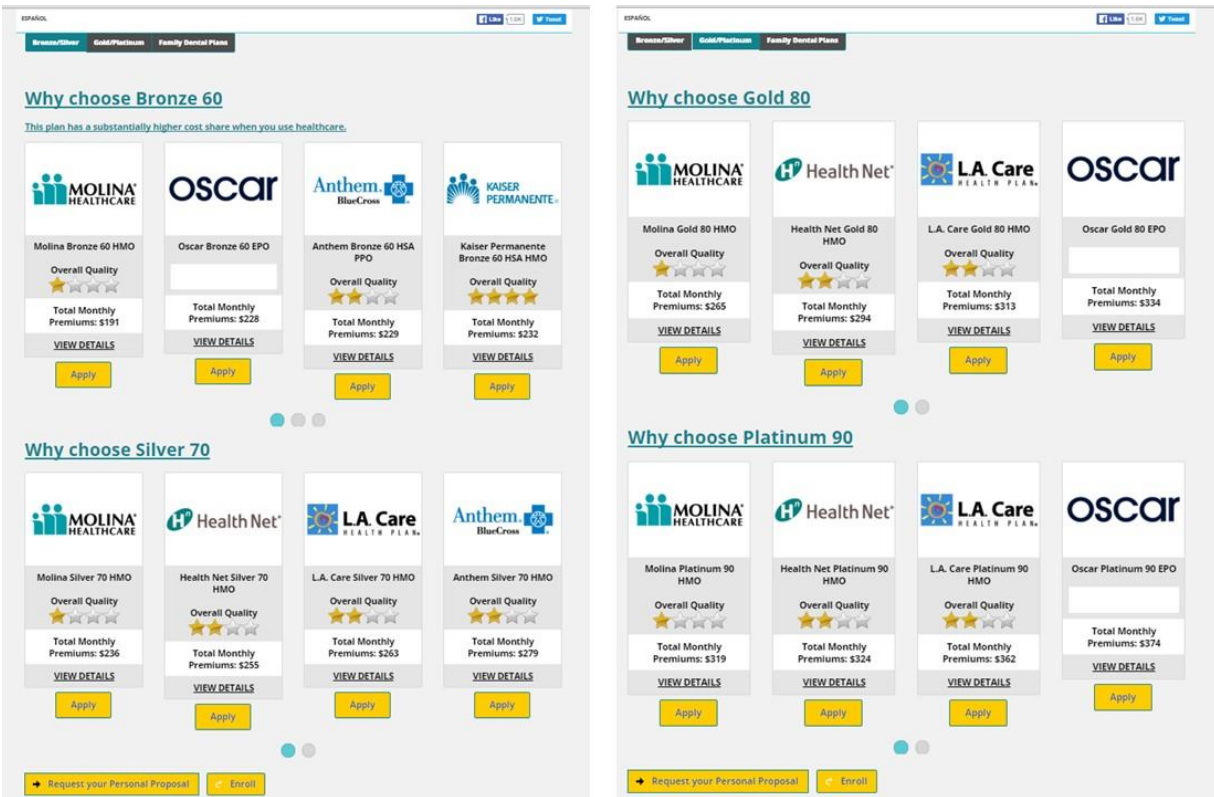 ESPAÑOL
Like 1.6K Tweet
Bronze/Silver Gold/Platinum Family Dental Plans
Why choose Bronze 60
This plan has a substantially higher cost share when you use healthcare.
MOLINA
HEALTHCARE
Molina Bronze 60 HMO
Overall Quality
Total Monthly
Premiums: $191
VIEW DETAILS
Apply
oscar
Oscar Bronze 60 EPO
Total Monthly
Premiums: $228
VIEW DETAILS
Apply
Anthem.
BlueCross
Anthem Bronze 60 HSA
PPO
Overall Quality
Total Monthly
Premiums: $229
VIEW DETAILS
Apply
KAISER
PERMANENTE®
Kaiser Permanente
Bronze 60 HSA HMO
Overall Quality
Total Monthly
Premiums: $232
VIEW DETAILS
Apply
Why choose Silver 70
MOLINA
HEALTHCARE
Molina Silver 70 HMO
Overall Quality
Total Monthly
Premiums: $236
VIEW DETAILS
Apply
Health Net
Health Net Silver 70
HMO
Overall Quality
Total Monthly
Premiums: $255
VIEW DETAILS
Apply
L.A. Care
HEALTH PLAN®
L.A. Care Silver 70 HMO
Overall Quality
Total Monthly
Premiums: $263
VIEW DETAILS
Apply
Anthem.
BlueCross
Anthem Silver 70 HMO
Overall Quality
Total Monthly
Premiums: $279
VIEW DETAILS
Apply
Request your Personal Proposal
Enroll
ESPAÑOL
Like 1.6K Tweet
Bronze/Silver Gold/Platinum Family Dental Plans
Why choose Gold 80
MOLINA
HEALTHCARE
Molina Gold 80 HMO
Overall Quality
Total Monthly
Premiums: $265
VIEW DETAILS
Apply
Health Net
Health Net Gold 80
HMO
Overall Quality
Total Monthly
Premiums: $294
VIEW DETAILS
Apply
L.A. Care
HEALTH PLAN®
L.A. Care Gold 80 HMO
Overall Quality
Total Monthly
Premiums: $313
VIEW DETAILS
Apply
oscar
Oscar Gold 80 EPO
Total Monthly
Premiums: $334
VIEW DETAILS
Apply
Why choose Platinum 90
MOLINA
HEALTHCARE
Molina Platinum 90
HMO
Overall Quality
Total Monthly
Premiums: $319
VIEW DETAILS
Apply
Health Net
Health Net Platinum 90
HMO
Overall Quality
Total Monthly
Premiums: $324
VIEW DETAILS
Apply
L.A. Care
HEALTH PLAN®
L.A. Care Platinum 90
HMO
Overall Quality
Total Monthly
Premiums: $362
VIEW DETAILS
Apply
oscar
Oscar Platinum 90 EPO
Total Monthly
Premiums: $374
VIEW DETAILS
Apply
Request your Personal Proposal
Enroll